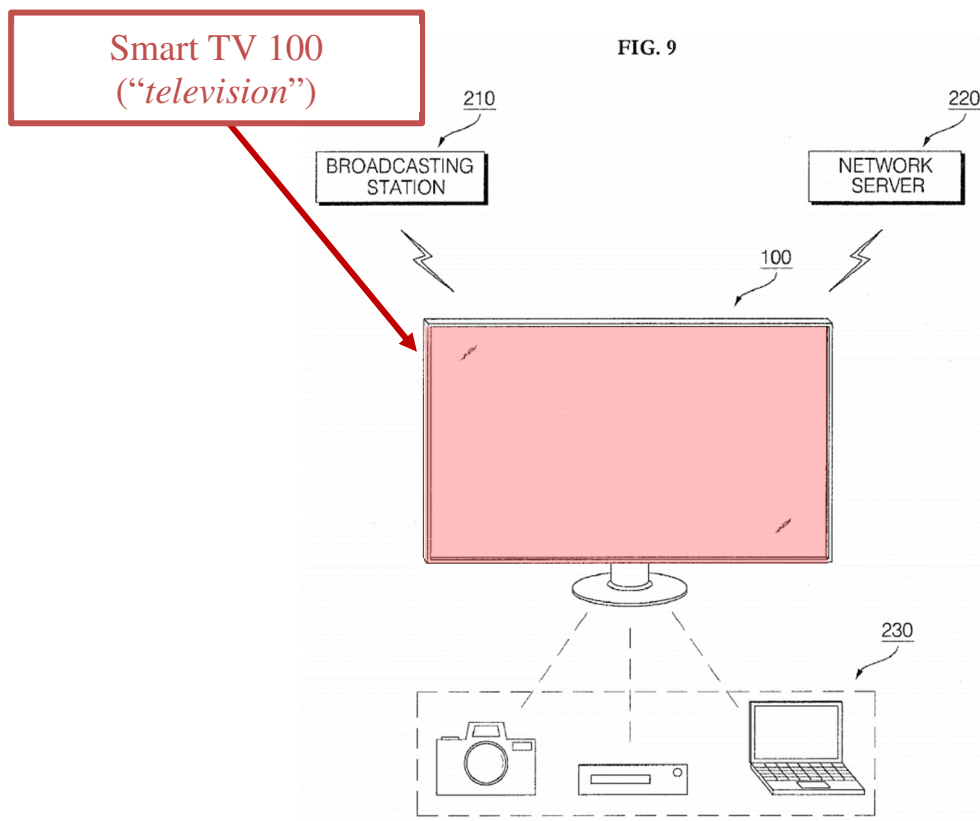 Smart TV 100
(“television”)
FIG. 9
210
220
BROADCASTING
STATION
NETWORK
SERVER
100
230